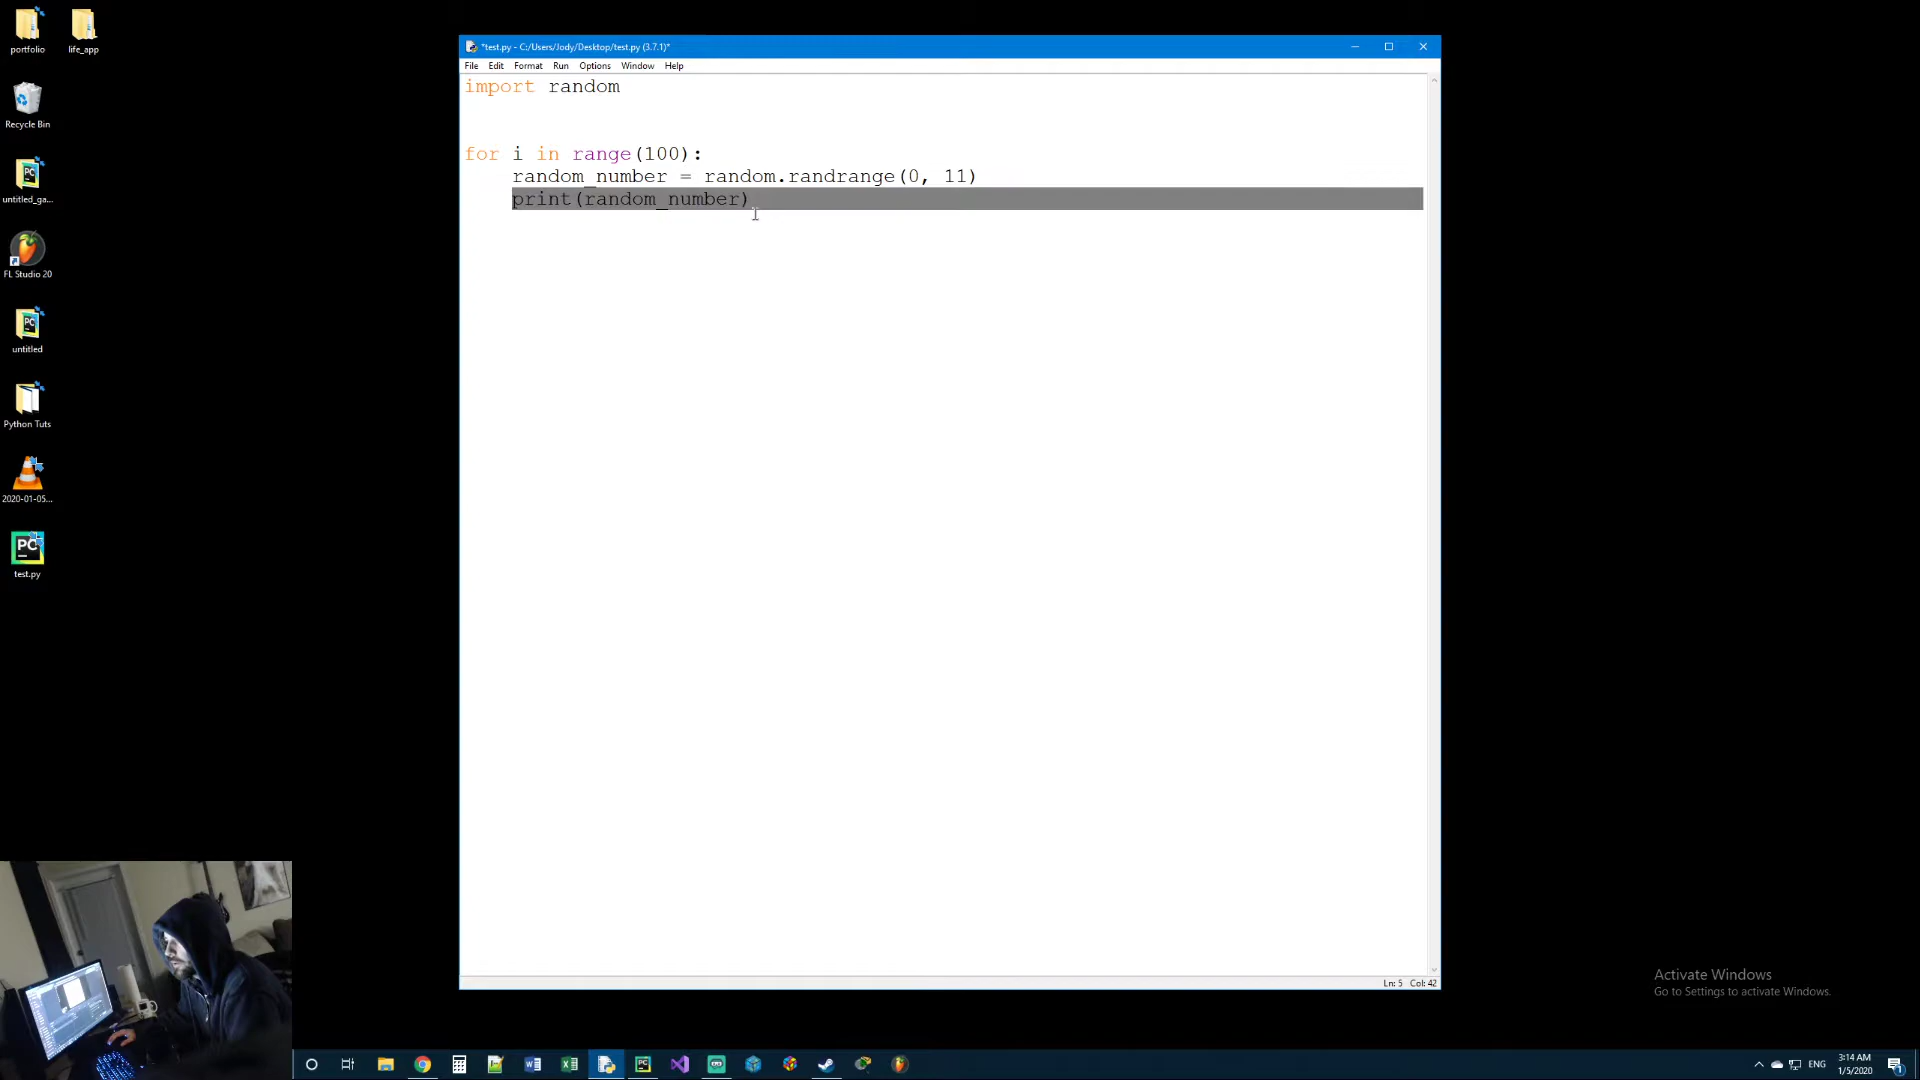 portfolio
life_app
Recycle Bin
untitled_ga...
FL Studio 20
untitled
Python Tuts
2020-01-05...
test.py
*test.py - C:/Users/Jody/Desktop/test.py (3.7.1)*
File Edit Format Run Options Window Help
import random
for i in range(100):
random_number = random.randrange(0, 11)
print(random_number)
Ln: 5 Col: 42
Activate Windows
Go to Settings to activate Windows.
ENG
3:14 AM
1/5/2020